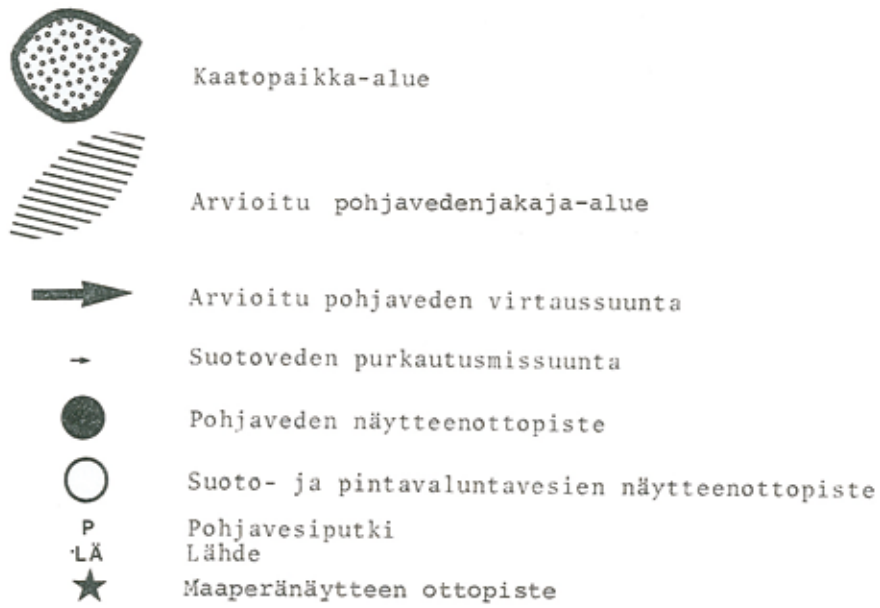 Kaatopaikka-alue
Arvioitu pohjavedenjakaja-alue
Arvioitu pohjaveden virtaussuunta
Suotoveden purkautusmissuunta
Pohjaveden näytteenottopiste
Suoto- ja pintavaluntavesien näytteenottopiste
P Pohjavesiputki
·LÄ Lähde
Maaperänäytteen ottopiste